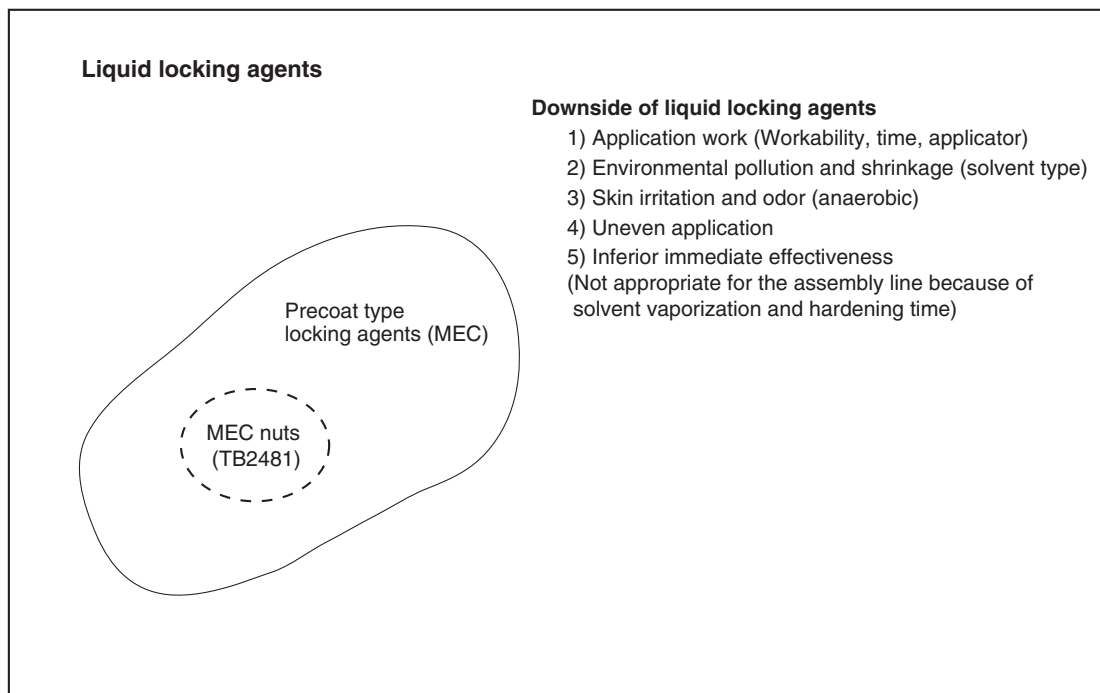 Liquid locking agents
Downside of liquid locking agents
1) Application work (Workability, time, applicator)
2) Environmental pollution and shrinkage (solvent type)
3) Skin irritation and odor (anaerobic)
4) Uneven application
5) Inferior immediate effectiveness
(Not appropriate for the assembly line because of
solvent vaporization and hardening time)
Precoat type
locking agents (MEC)
MEC nuts
(TB2481)